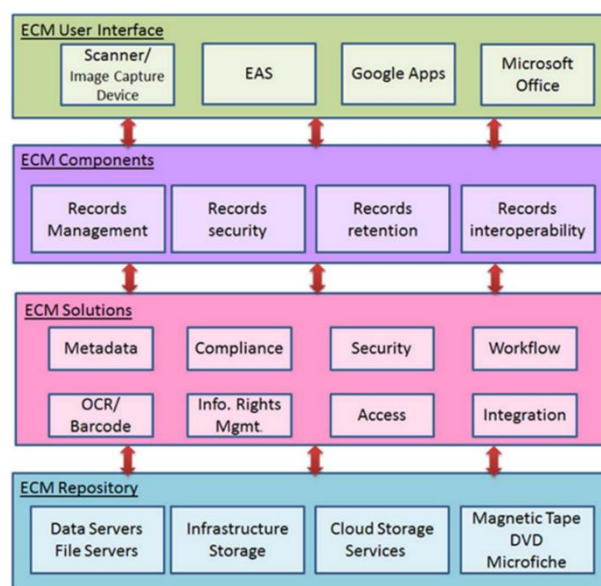 ECM User Interface
Scanner/
Image Capture
Device
EAS
Google Apps
Microsoft
Office
ECM Components
Records
Management
Records
security
Records
retention
Records
interoperability
ECM Solutions
Metadata
Compliance
Security
Workflow
OCR/
Barcode
Info. Rights
Mgmt.
Access
Integration
ECM Repository
Data Servers
File Servers
Infrastructure
Storage
Cloud Storage
Services
Magnetic Tape
DVD
Microfiche